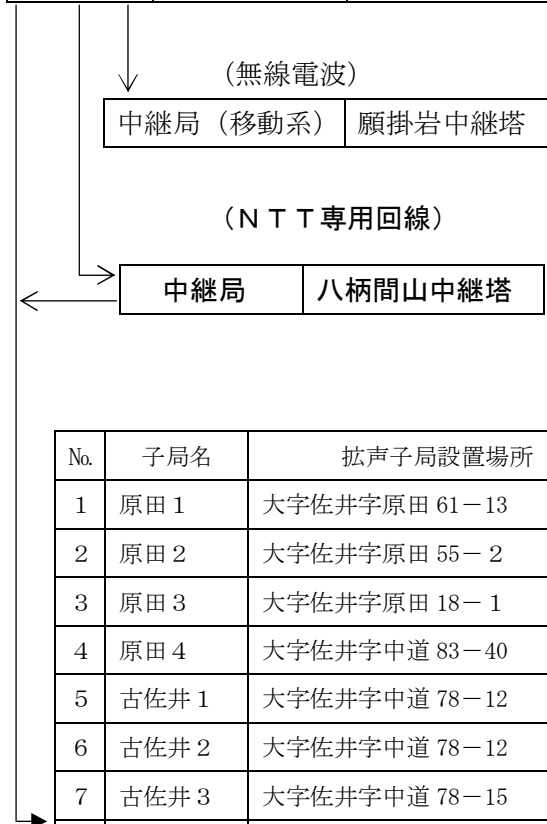 (無線電波)
中継局(移動系) 願掛岩中継塔
(NTT専用回線)
中継局 八柄間山中継塔
№ 子局名 拡声子局設置場所
1 原田1 大字佐井字原田 61-13
2 原田2 大字佐井字原田 55-2
3 原田3 大字佐井字原田 18-1
4 原田4 大字佐井字中道 83-40
5 古佐井1 大字佐井字中道 78-12
6 古佐井2 大字佐井字中道 78-12
7 古佐井3 大字佐井字中道 78-15